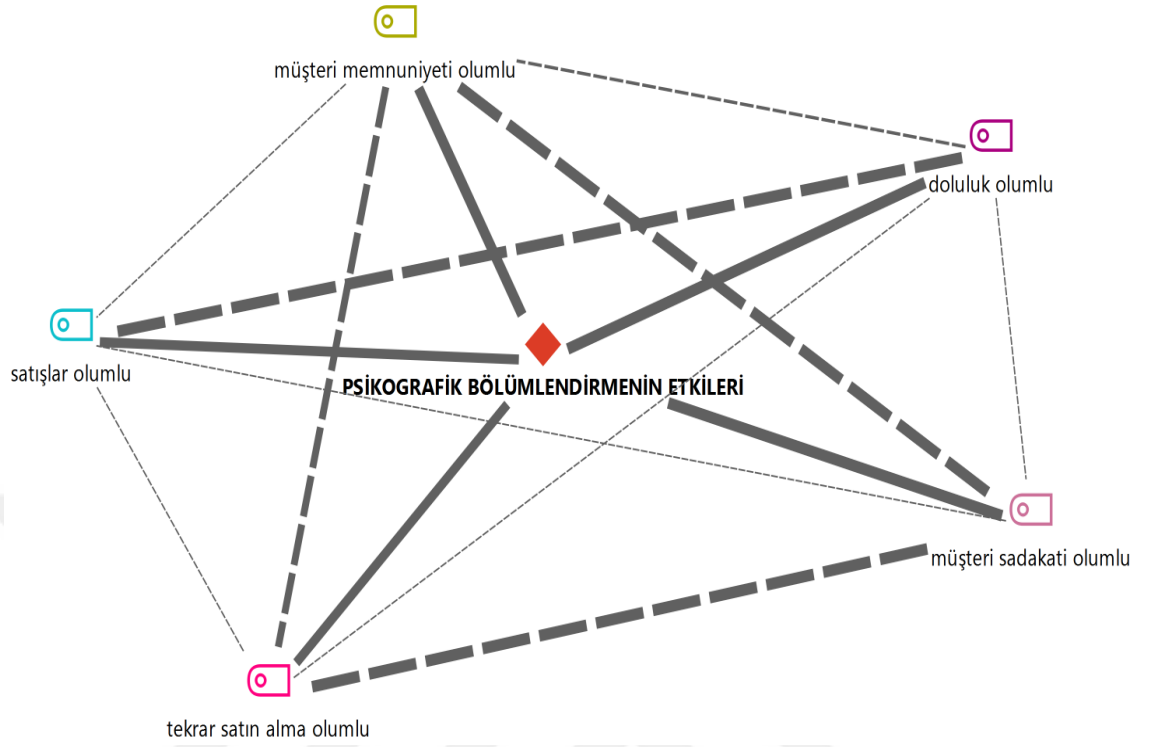 müşteri memnuniyeti olumlu
doluluk olumlu
satışlar olumlu
PSİKOGRAFİK BÖLÜMLENDİRMENİN ETKİLERİ
müşteri sadakati olumlu
tekrar satın alma olumlu